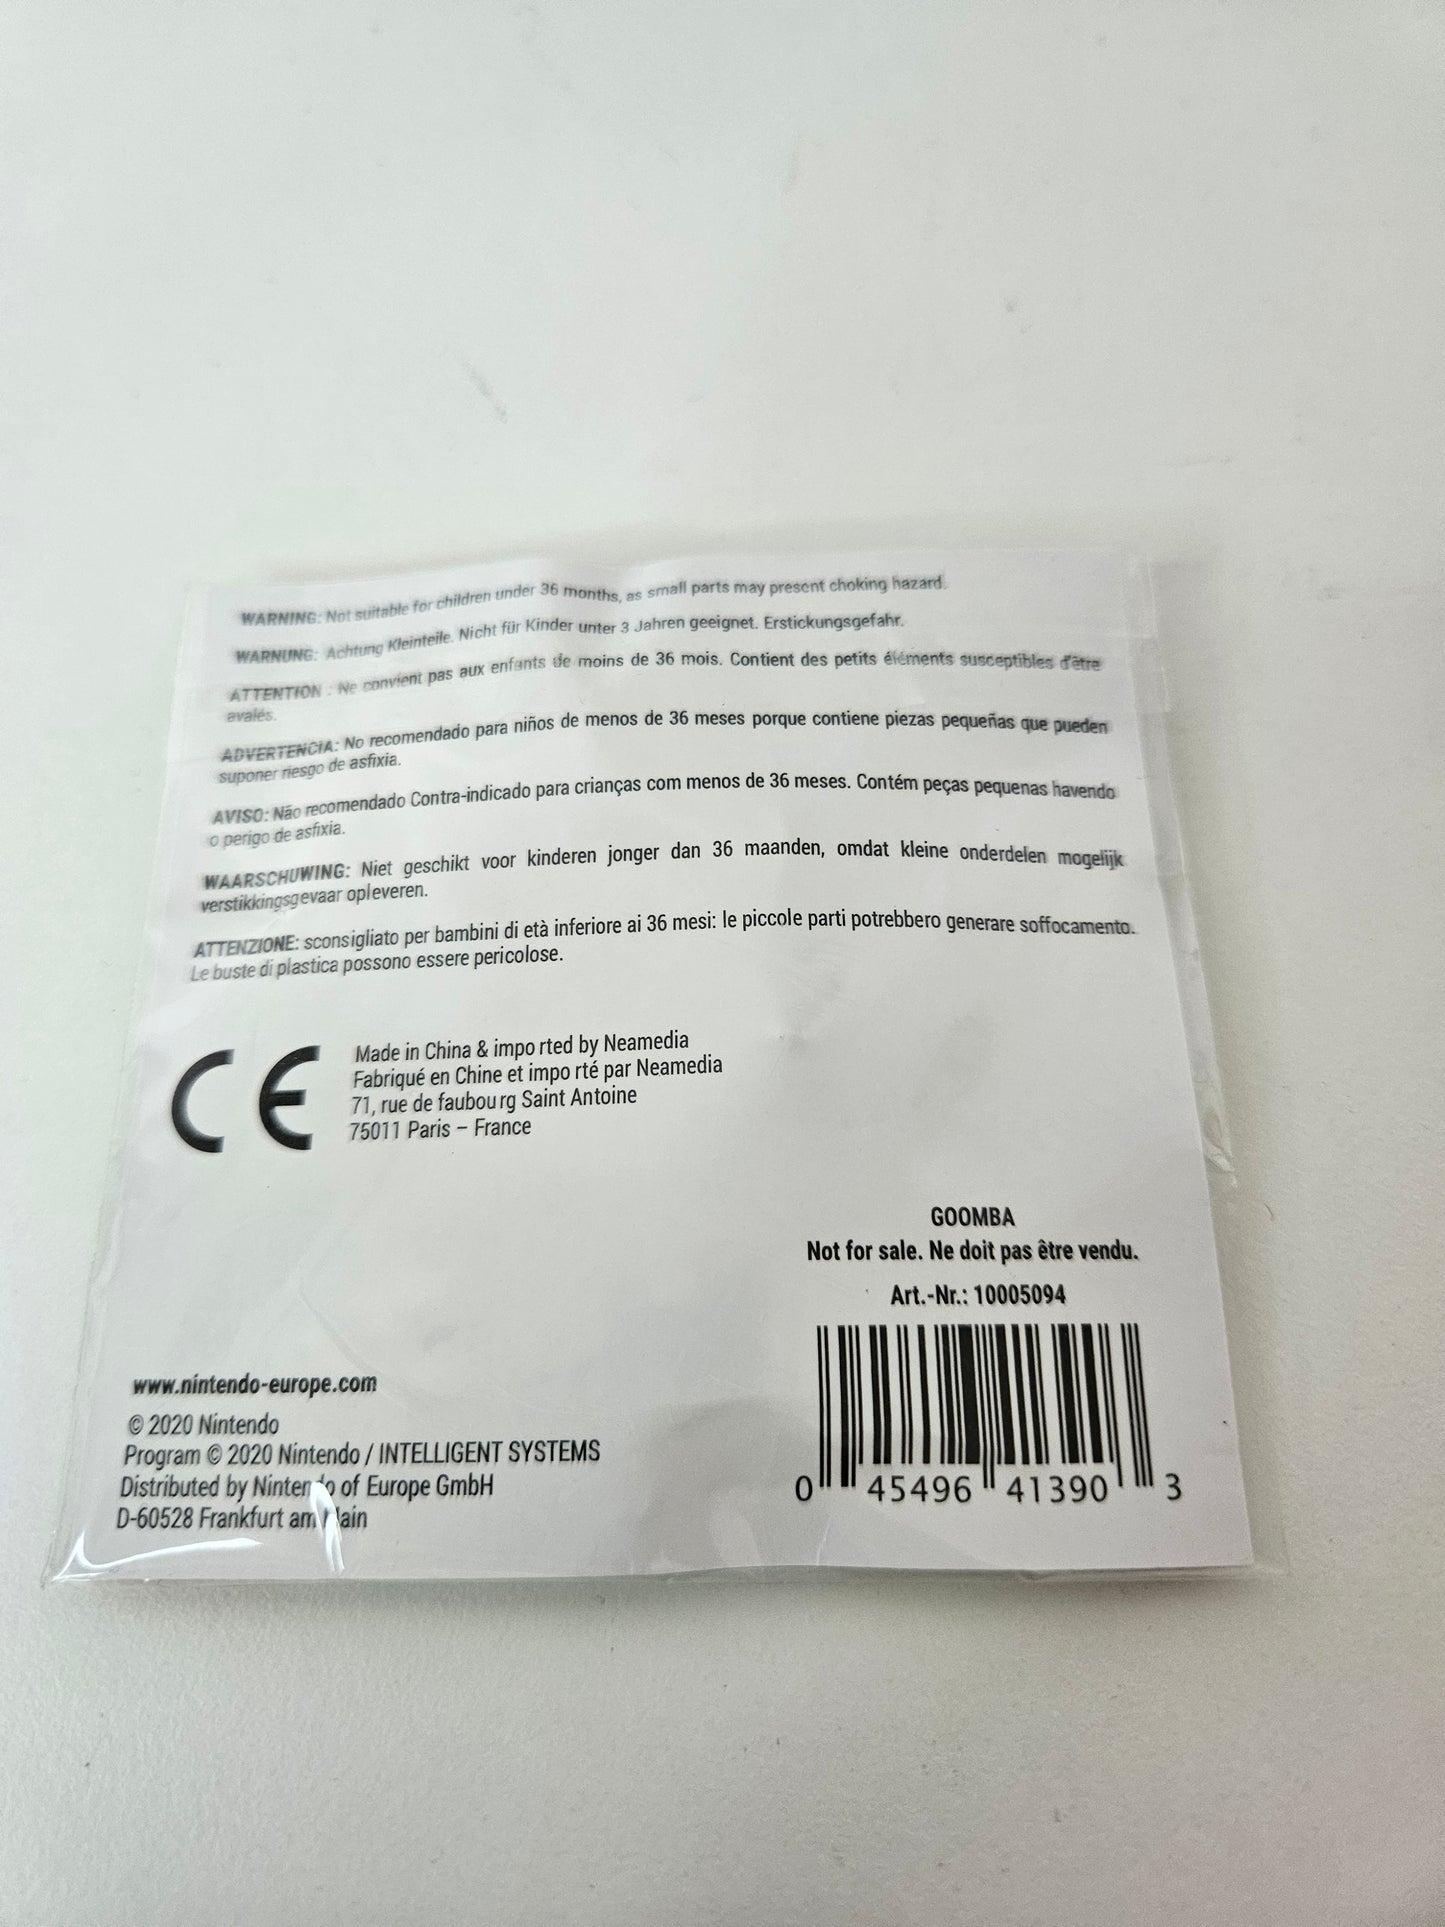 WARNING: Not suitable for children under 36 months, as small parts may present choking hazard.
WARNUNG: Achtung Kleinteile. Nicht für Kinder unter 3 Jahren geeignet. Erstickungsgefahr.
ATTENTION : Ne convient pas aux enfants de moins de 36 mois. Contient des petits éléments susceptibles d'être
avalés.
ADVERTENCIA: No recomendado para niños de menos de 36 meses porque contiene piezas pequeñas que pueden
suponer riesgo de asfixia.
AVISO: Não recomendado Contra-indicado para crianças com menos de 36 meses. Contém peças pequenas havendo
o perigo de asfixia.
WAARSCHUWING: Niet geschikt voor kinderen jonger dan 36 maanden, omdat kleine onderdelen mogelijk
verstikkingsgevaar opleveren.
ATTENZIONE: sconsigliato per bambini di età inferiore ai 36 mesi: le piccole parti potrebbero generare soffocamento.
Le buste di plastica possono essere pericolose.
CE
Made in China & impo rted by Neamedia
Fabriqué en Chine et impo rté par Neamedia
71, rue de faubou rg Saint Antoine
75011 Paris – France
GOOMBA
Not for sale. Ne doit pas être vendu.
Art.-Nr.: 10005094
0 45496 41390 3
www.nintendo-europe.com
© 2020 Nintendo
Program © 2020 Nintendo / INTELLIGENT SYSTEMS
Distributed by Nintendo of Europe GmbH
D-60528 Frankfurt am Main